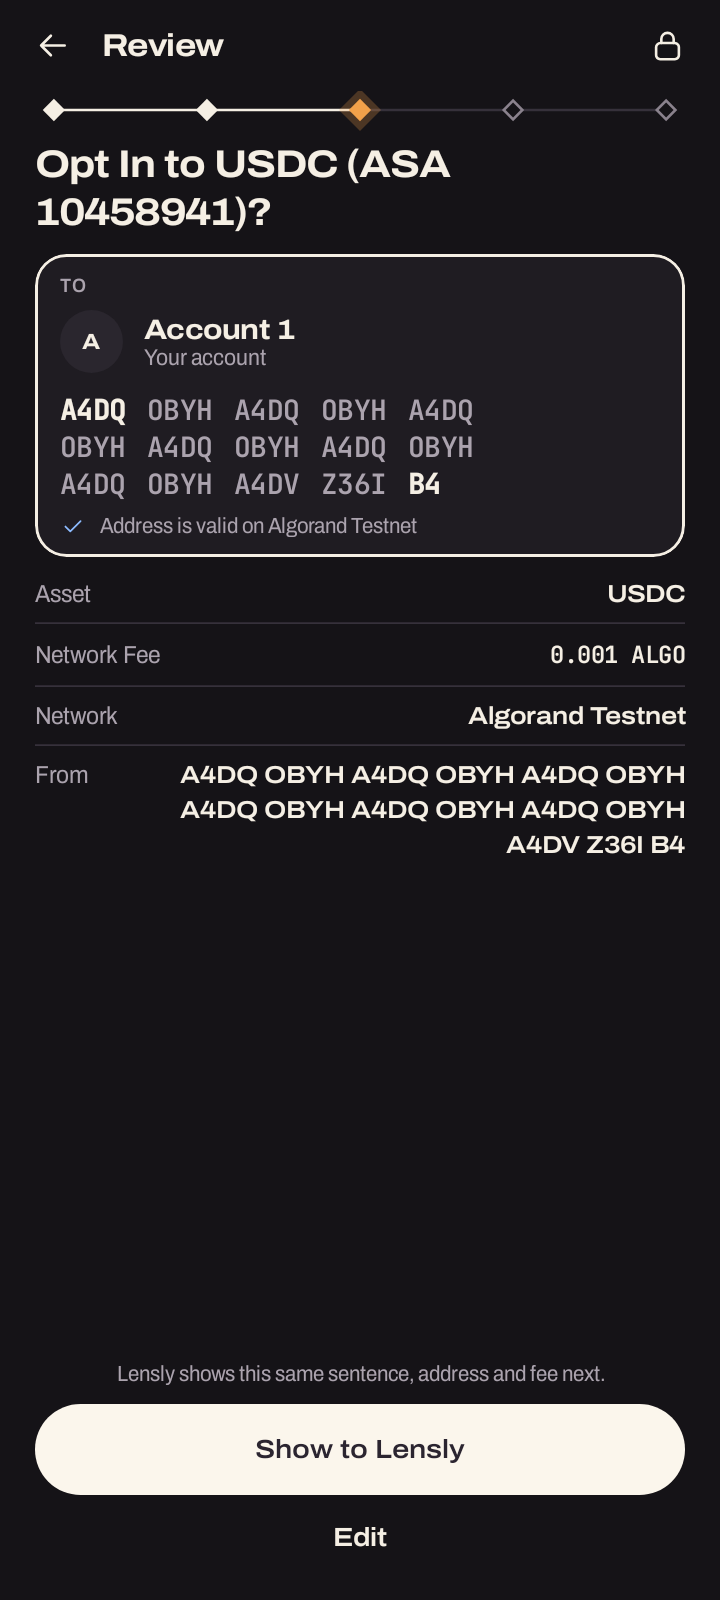 Review
Opt In to USDC (ASA
10458941)?
TO
A
Account 1
Your account
A4DQ OBYH A4DQ OBYH A4DQ
OBYH A4DQ OBYH A4DQ OBYH
A4DQ OBYH A4DV Z36I B4
Address is valid on Algorand Testnet
Asset USDC
Network Fee 0.001 ALGO
Network Algorand Testnet
From A4DQ OBYH A4DQ OBYH A4DQ OBYH
A4DQ OBYH A4DQ OBYH A4DQ OBYH
A4DV Z36I B4
Lensly shows this same sentence, address and fee next.
Show to Lensly
Edit